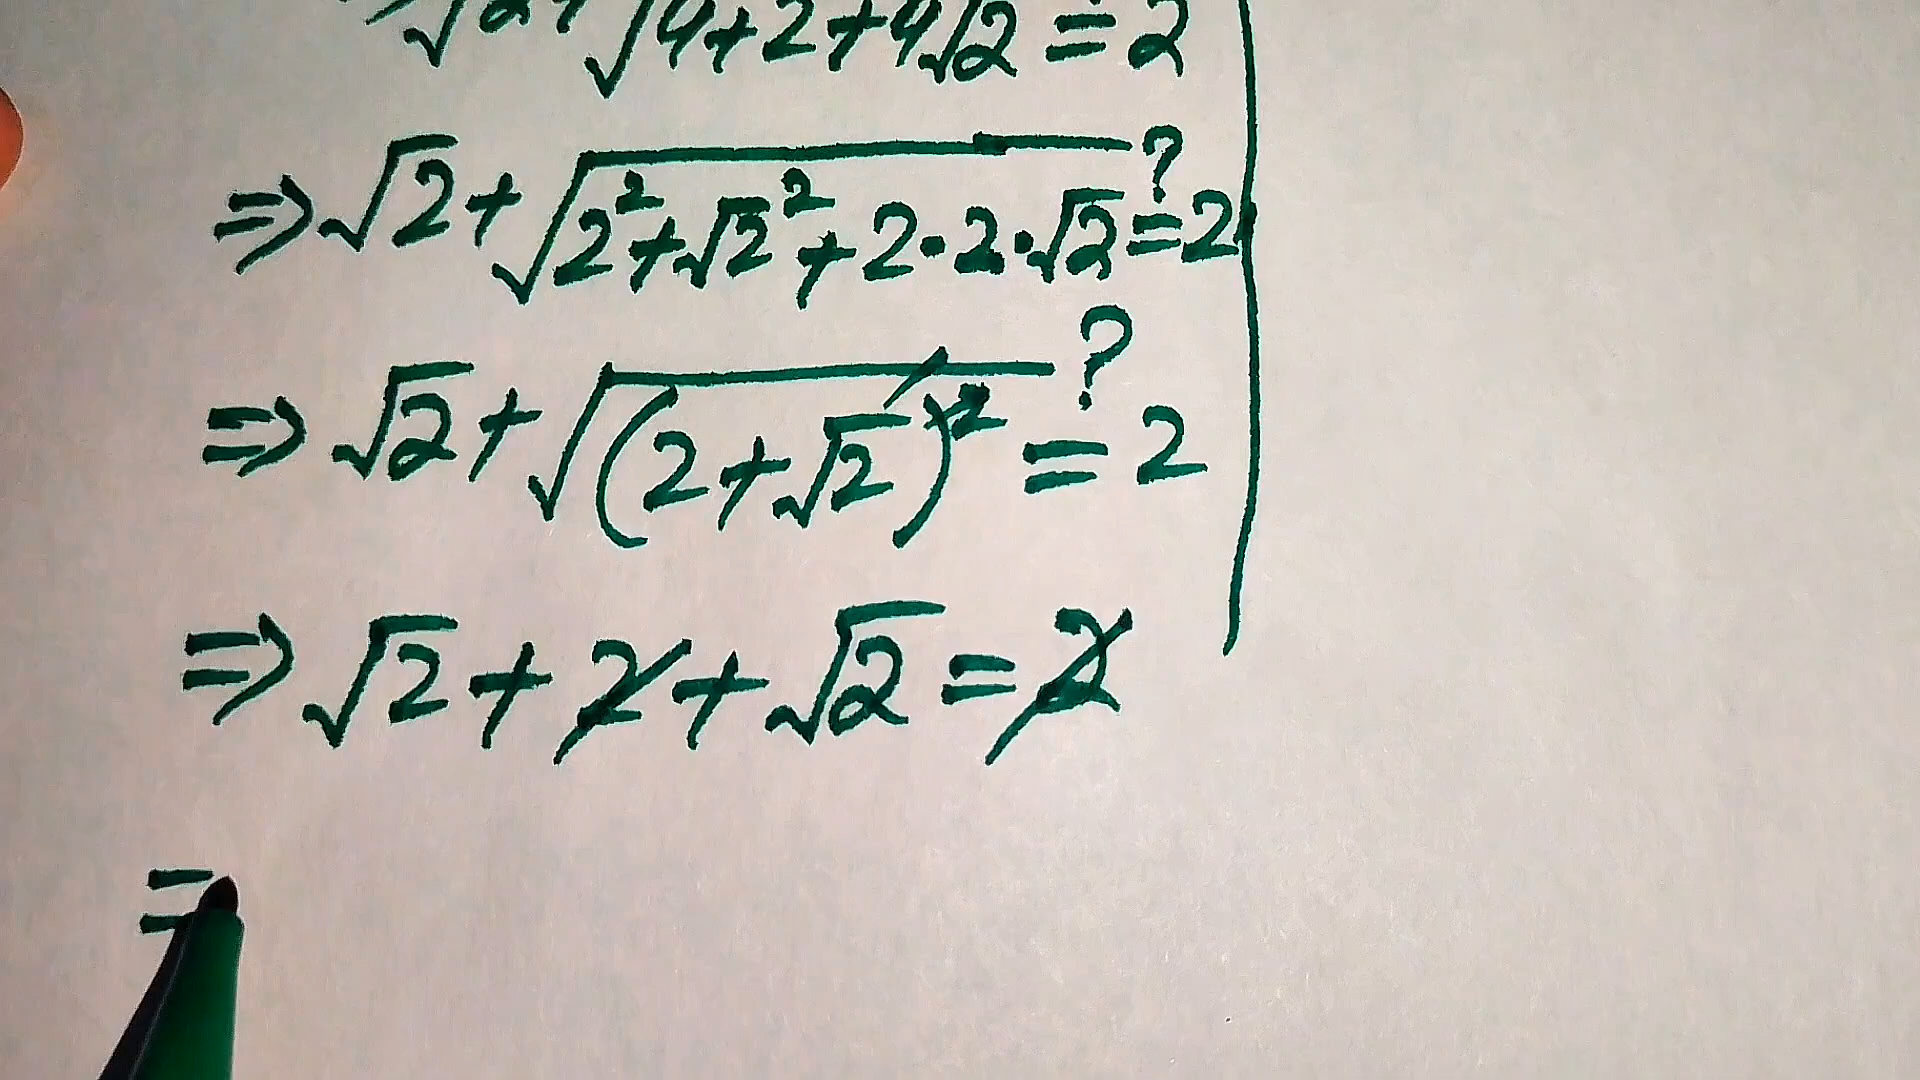 ⇒√2+√(4+2+4√2) = 2
⇒√2+√(2²+√2²+2·2·√2) ?= 2
⇒√2+√((2+√2)²) ?= 2
⇒√2+2+√2=2
=